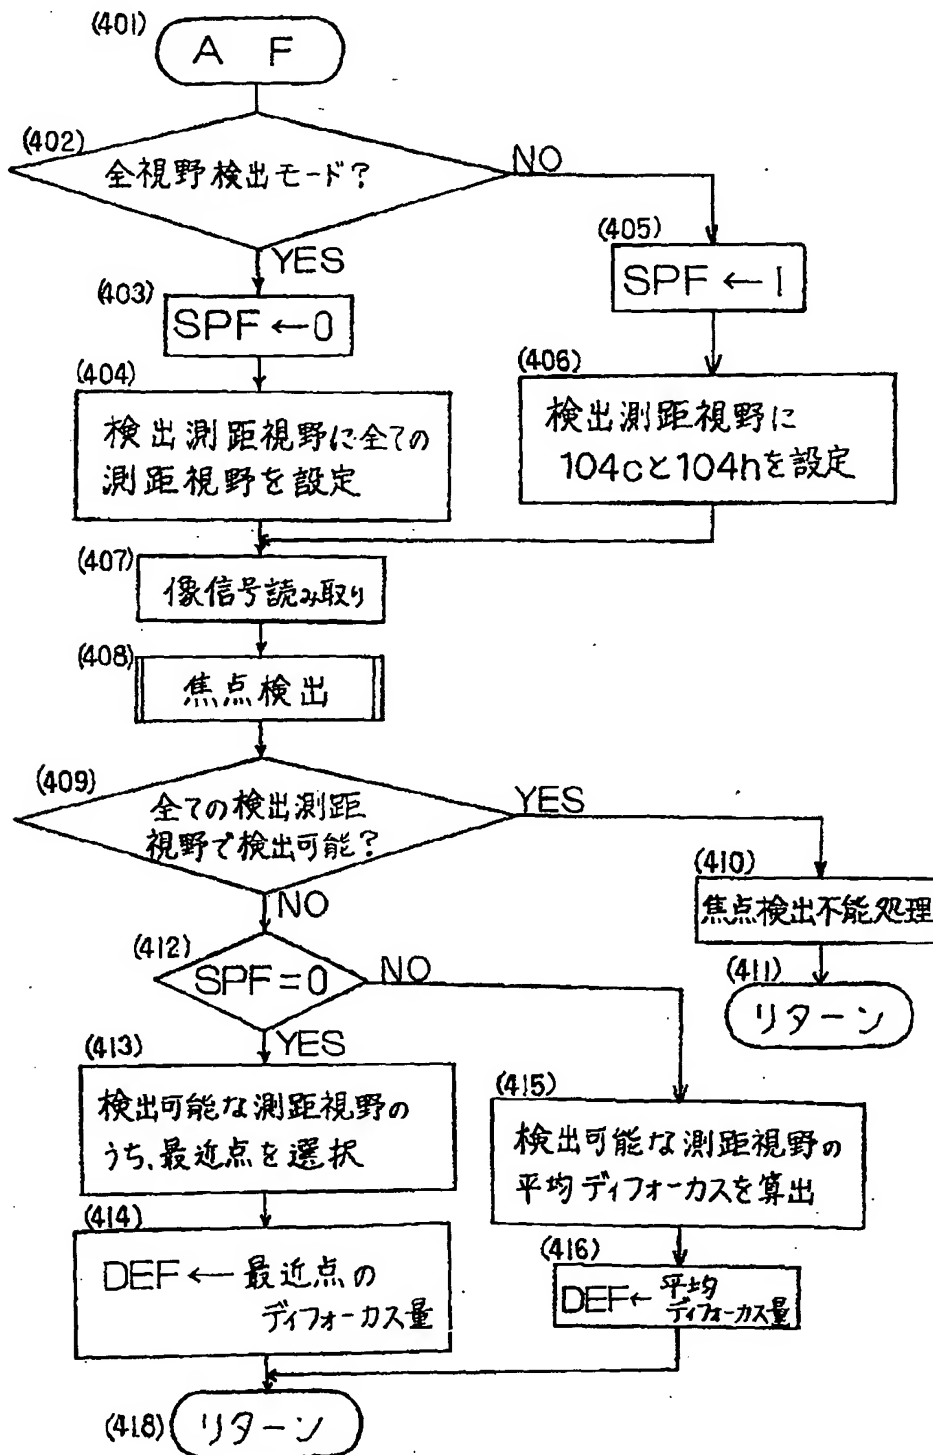 (401)
A F
(402)
全視野検出モード?
NO
YES
(403)
SPF ← 0
(404)
検出測距視野に全ての
測距視野を設定
(405)
SPF ← 1
(406)
検出測距視野に
104cと104hを設定
(407)
像信号読み取り
(408)
焦点検出
(409)
全ての検出測距
視野で検出可能?
YES
NO
(410)
焦点検出不能処理
(411)
リターン
(412)
SPF=0
NO
YES
(413)
検出可能な測距視野の
うち、最近点を選択
(414)
DEF ← 最近点の
ディフォーカス量
(415)
検出可能な測距視野の
平均ディフォーカスを算出
(416)
DEF← 平均
ディフォーカス量
(418)
リターン